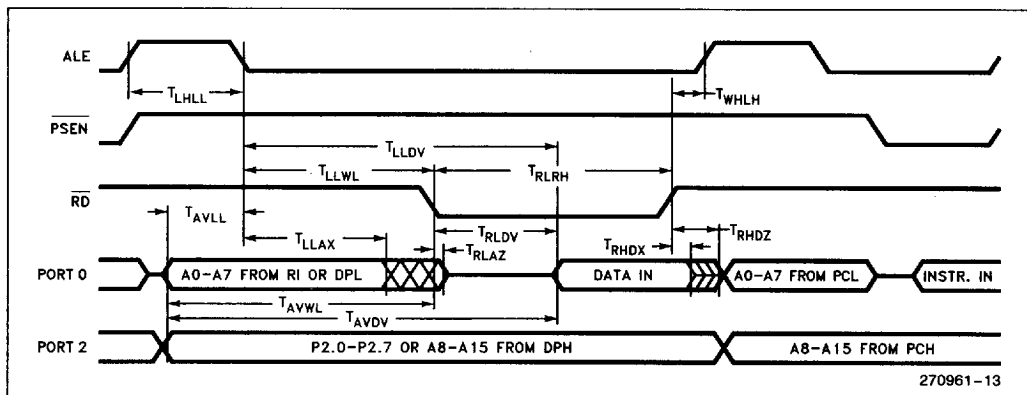 ALE
T_LHLL
T_WHLH
PSEN
T_LLDV
T_LLWL
T_RLRH
RD
T_AVLL
T_LLAX
T_RLDV
T_RLAZ
T_RHDX
T_RHDZ
PORT 0
A0-A7 FROM RI OR DPL
DATA IN
A0-A7 FROM PCL
INSTR. IN
T_AVWL
T_AVDV
PORT 2
P2.0-P2.7 OR A8-A15 FROM DPH
A8-A15 FROM PCH
270961-13